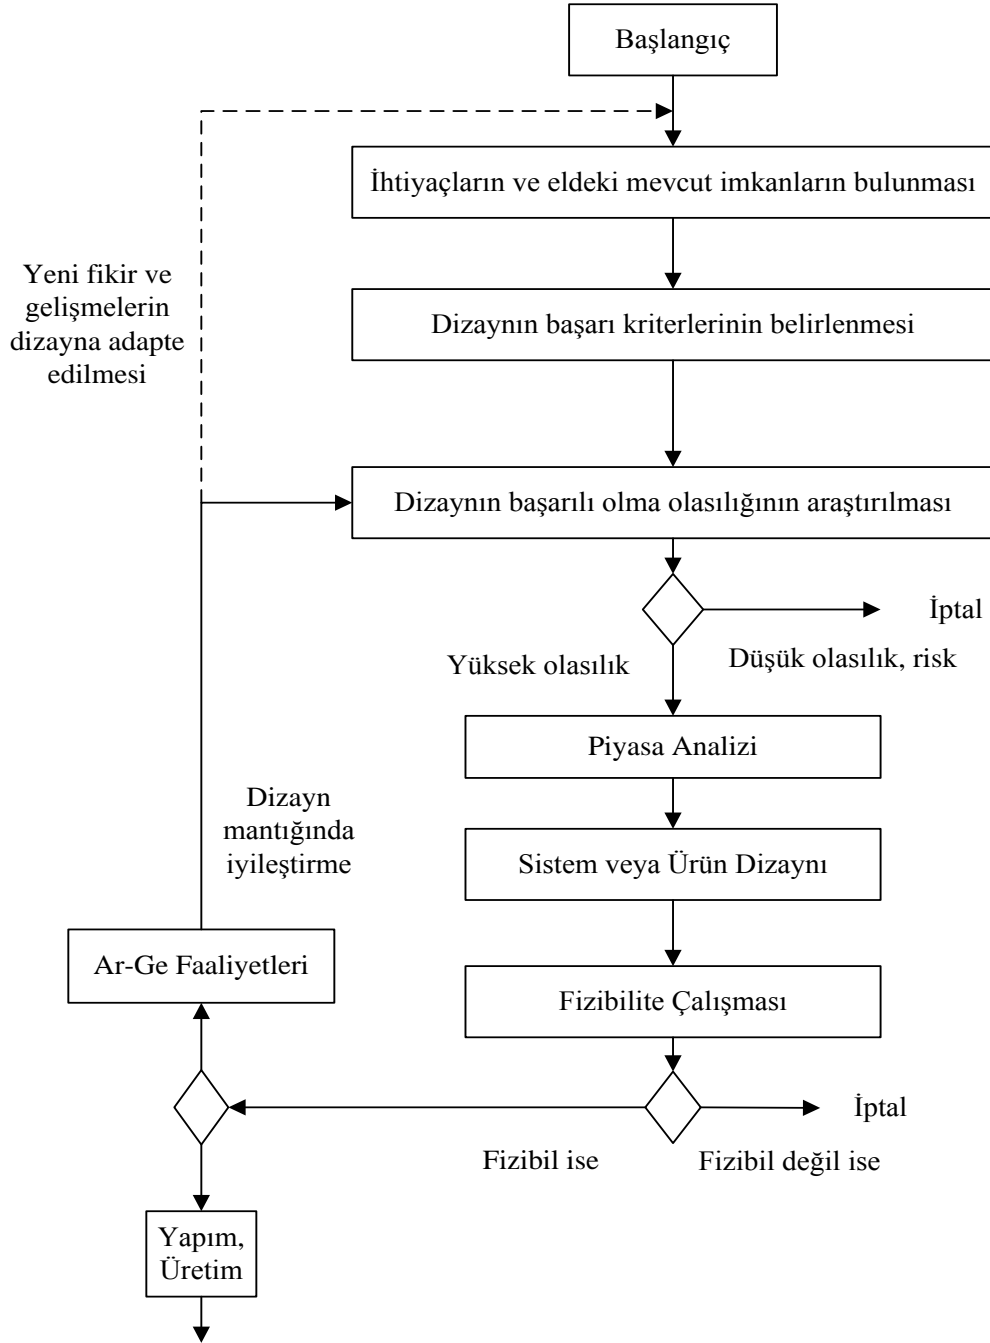 Başlangıç
İhtiyaçların ve eldeki mevcut imkanların bulunması
Yeni fikir ve
gelişmelerin
dizayna adapte
edilmesi
Dizaynın başarı kriterlerinin belirlenmesi
Dizaynın başarılı olma olasılığının araştırılması
İptal
Yüksek olasılık
Düşük olasılık, risk
Piyasa Analizi
Dizayn
mantığında
iyileştirme
Sistem veya Ürün Dizaynı
Ar-Ge Faaliyetleri
Fizibilite Çalışması
İptal
Fizibil ise
Fizibil değil ise
Yapım,
Üretim